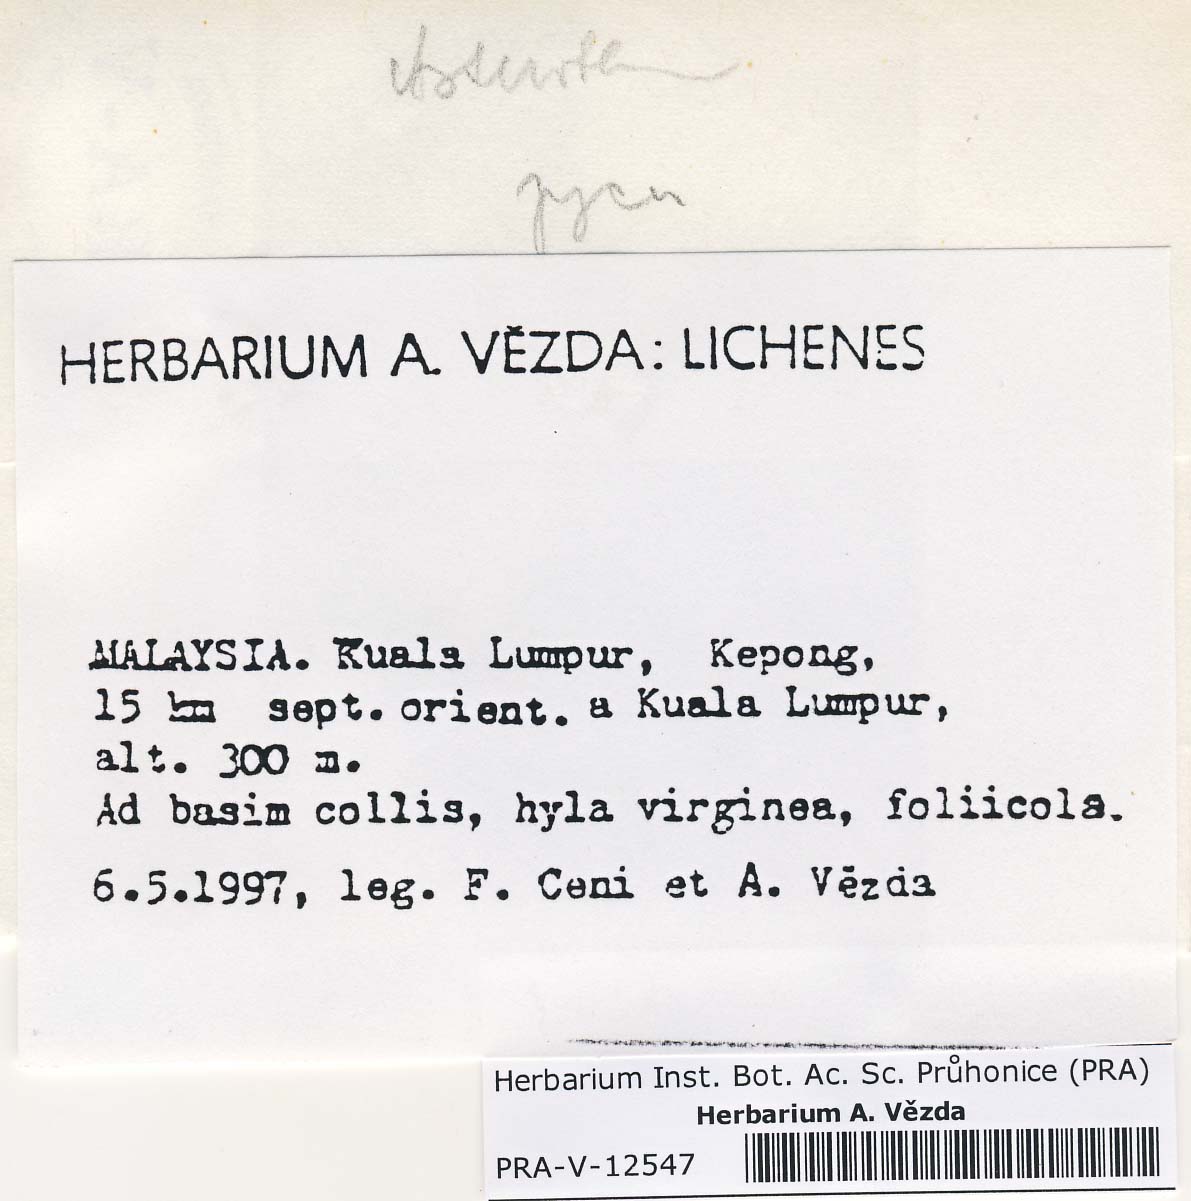 HERBARIUM A. VĚZDA: LICHENES
MALAYSIA. Kuala Lumpur, Kepong,
15 km sept. orient. a Kuala Lumpur,
alt. 300 m.
Ad basim collis, hyla virginea, foliicola.
6.5.1997, leg. F. Ceni et A. Vězda
Herbarium Inst. Bot. Ac. Sc. Průhonice (PRA)
Herbarium A. Vězda
PRA-V-12547